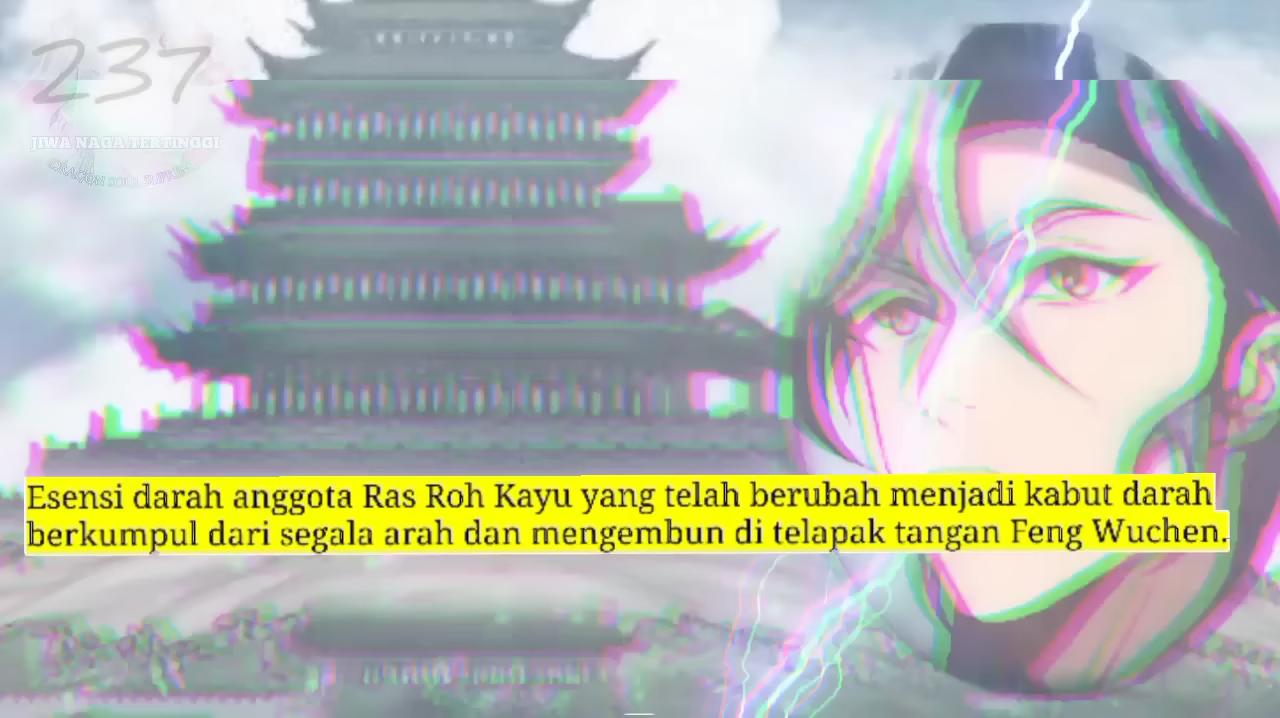 237
JIWA NAGA TERTINGGI
Esensi darah anggota Ras Roh Kayu yang telah berubah menjadi kabut darah
berkumpul dari segala arah dan mengembun di telapak tangan Feng Wuchen.